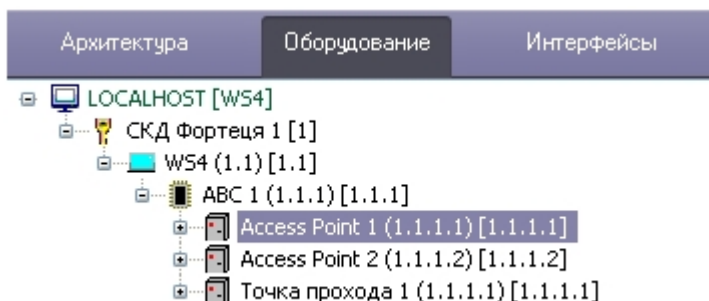 Архитектура Оборудование Интерфейсы
LOCALHOST [WS4]
СКД Фортеця 1 [1]
WS4 (1.1) [1.1]
ABC 1 (1.1.1) [1.1.1]
Access Point 1 (1.1.1.1) [1.1.1.1]
Access Point 2 (1.1.1.2) [1.1.1.2]
Точка прохода 1 (1.1.1.1) [1.1.1.1]